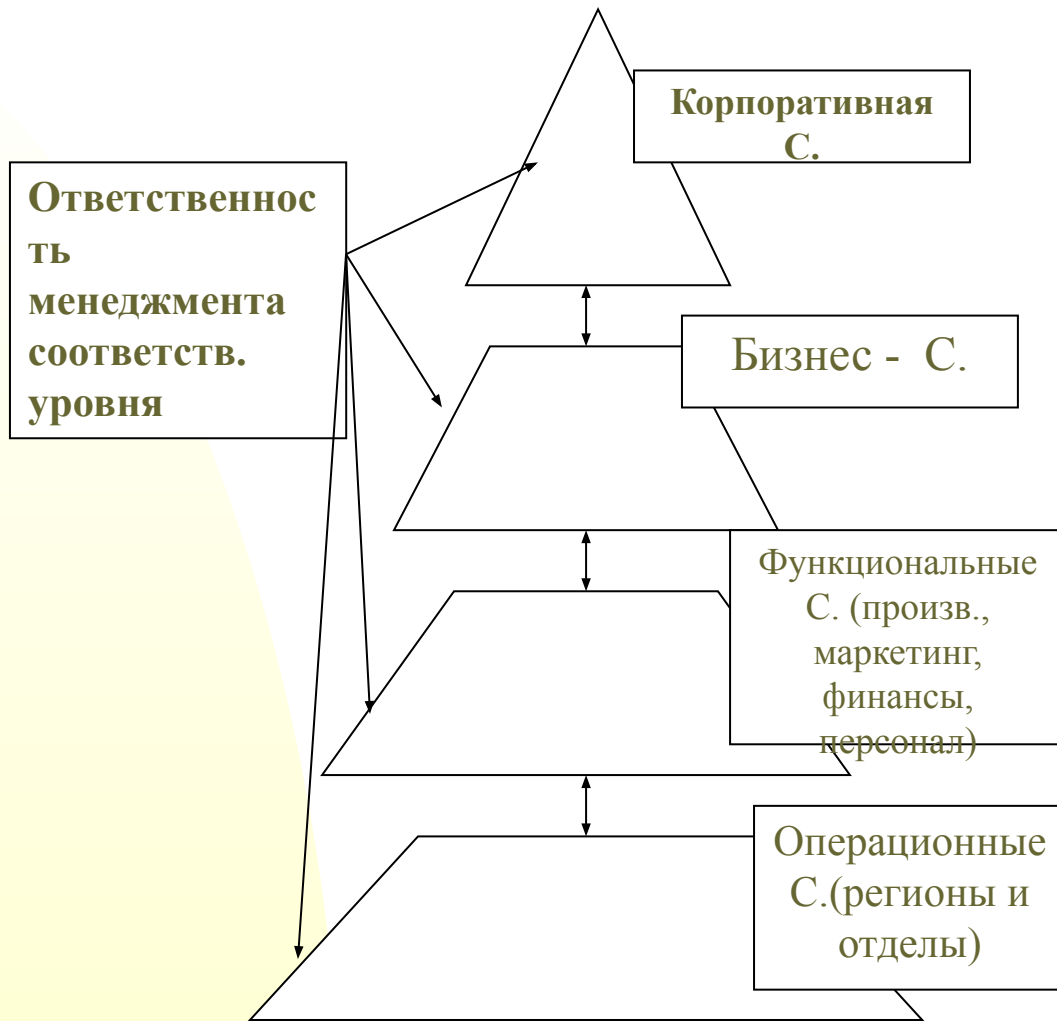 Корпоративная
С.
Ответственнос
ть
менеджмента
соответств.
уровня
Бизнес - С.
Функциональные
С. (произв.,
маркетинг,
финансы,
персонал)
Операционные
С.(регионы и
отделы)